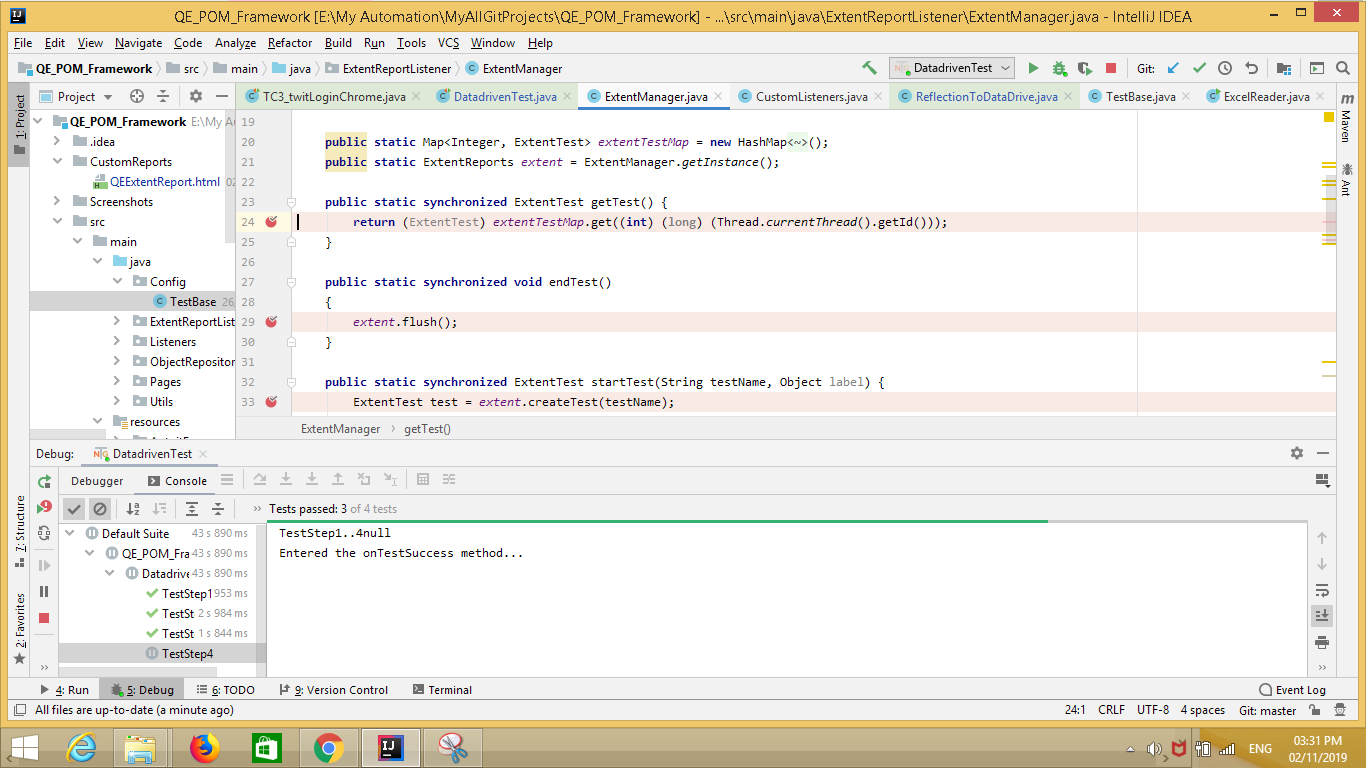 QE_POM_Framework [E:\My Automation\MyAllGitProjects\QE_POM_Framework] - ...\src\main\java\ExtentReportListener\ExtentManager.java - IntelliJ IDEA
File Edit View Navigate Code Analyze Refactor Build Run Tools VCS Window Help
QE_POM_Framework src main java ExtentReportListener ExtentManager DatadrivenTest Git:
Project TC3_twitLoginChrome.java DatadrivenTest.java ExtentManager.java CustomListeners.java ReflectionToDataDrive.java TestBase.java ExcelReader.java
1: Project
7: Structure
2: Favorites
QE_POM_Framework E:\My A
.idea
CustomReports
QEExtentReport.html 02
Screenshots
src
main
java
Config
TestBase 26
ExtentReportList
Listeners
ObjectRepositor
Pages
Utils
resources
19
20 public static Map<Integer, ExtentTest> extentTestMap = new HashMap<~>();
21 public static ExtentReports extent = ExtentManager.getInstance();
22
23 public static synchronized ExtentTest getTest() {
24 return (ExtentTest) extentTestMap.get((int) (long) (Thread.currentThread().getId()));
25 }
26
27 public static synchronized void endTest()
28 {
29 extent.flush();
30 }
31
32 public static synchronized ExtentTest startTest(String testName, Object label) {
33 ExtentTest test = extent.createTest(testName);
ExtentManager › getTest()
m Maven
Ant
Debug: DatadrivenTest
Debugger Console
» Tests passed: 3 of 4 tests
Default Suite 43 s 890 ms
QE_POM_Fra 43 s 890 ms
Datadrive 43 s 890 ms
TestStep1 953 ms
TestSt 2 s 984 ms
TestSt 1 s 844 ms
TestStep4
TestStep1..4null
Entered the onTestSuccess method...
4: Run 5: Debug 6: TODO 9: Version Control Terminal Event Log
All files are up-to-date (a minute ago) 24:1 CRLF UTF-8 4 spaces Git: master
ENG 03:31 PM
02/11/2019